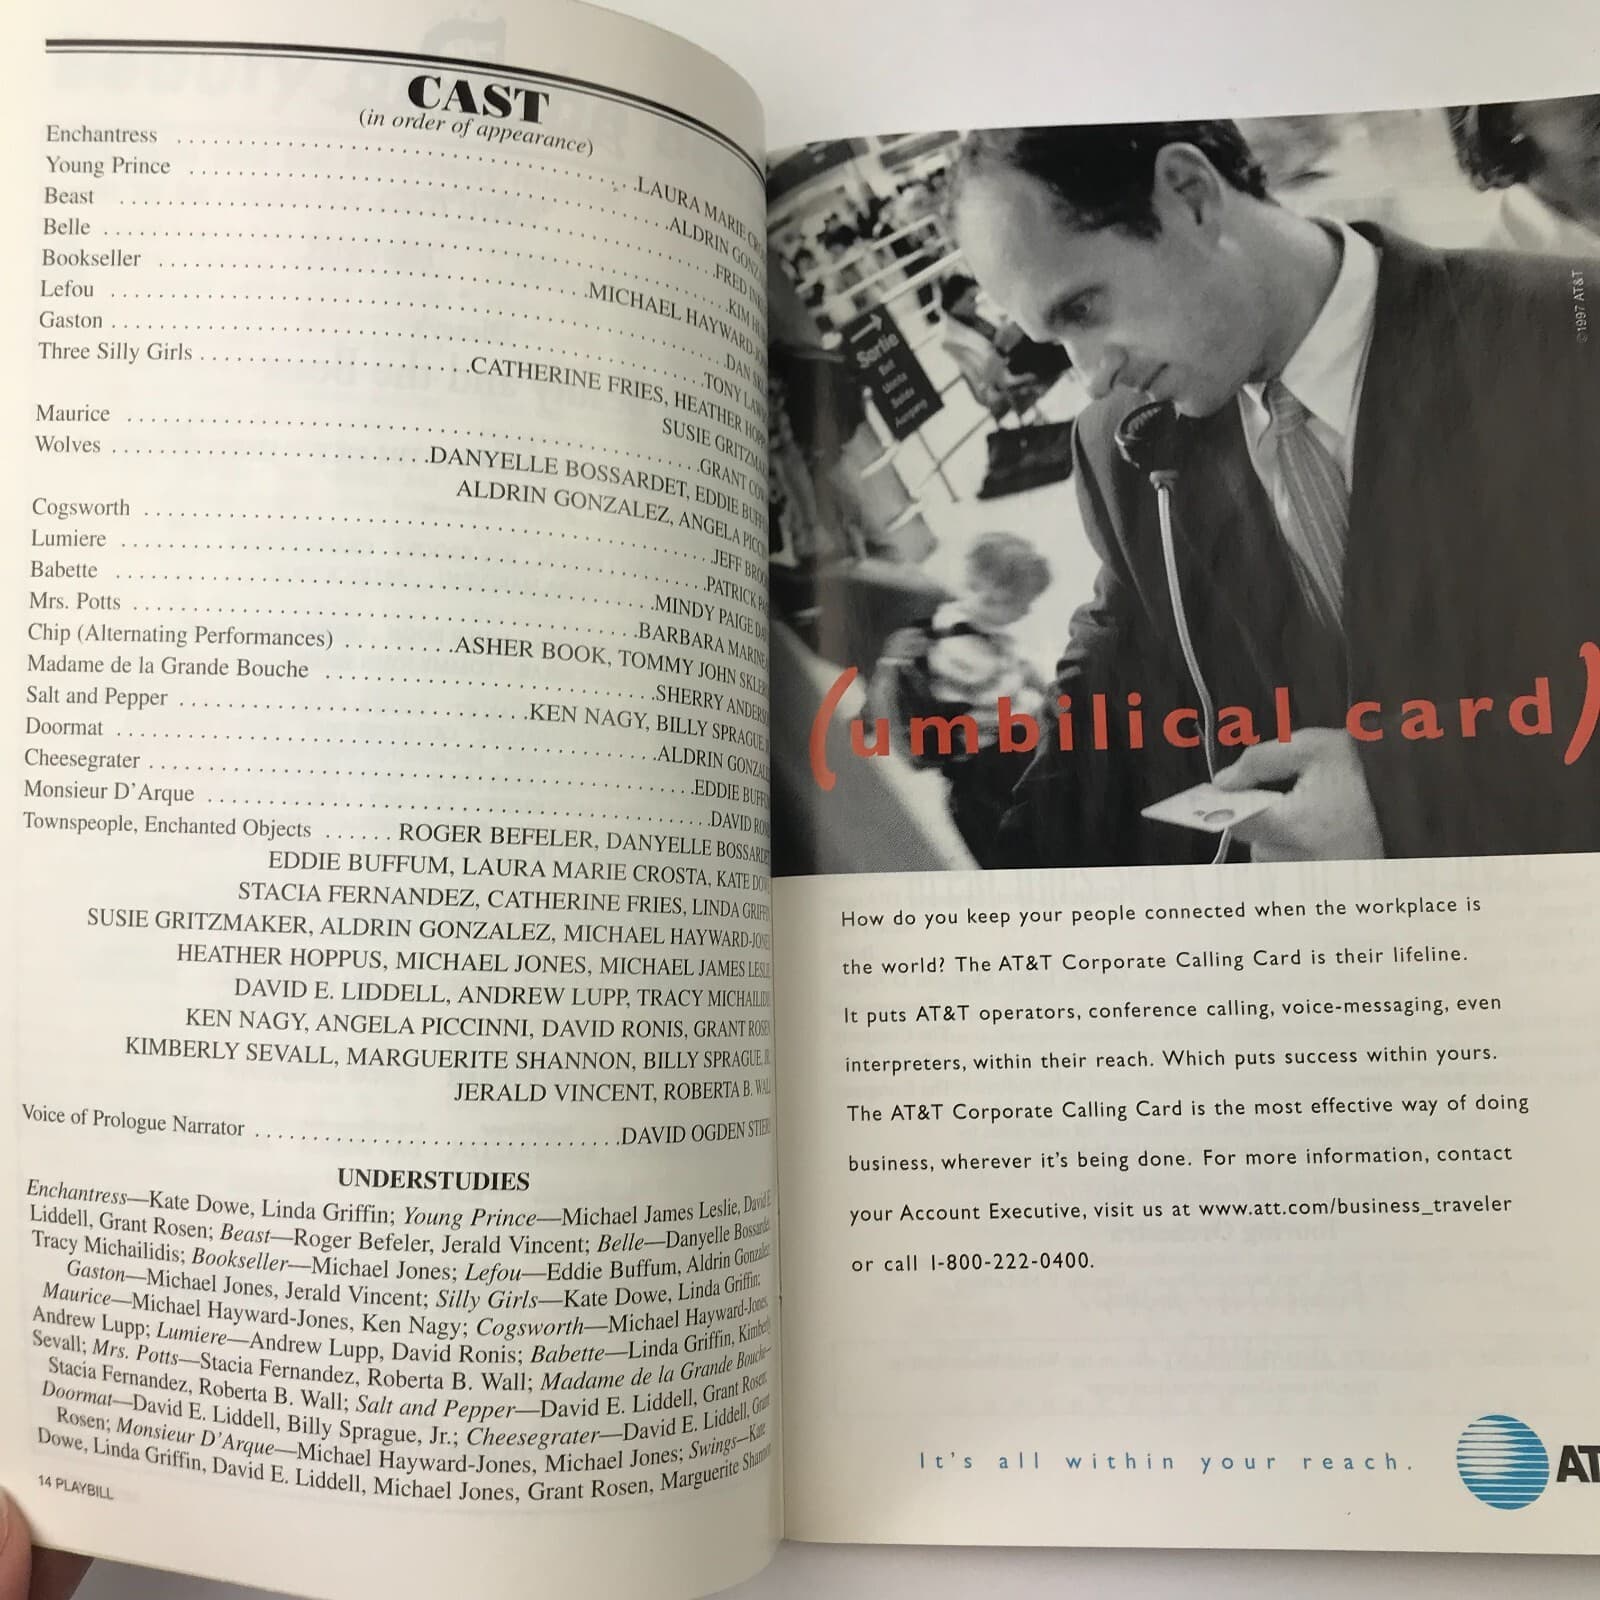 CAST
(in order of appearance)
Enchantress . . . . . . . . . . . . . . . . . . . . LAURA MARIE
Young Prince . . . . . . . . . . . . . . . . . . . . ALDRIN
Beast . . . . . . . . . . . . . . . . . . . . FRED
Belle . . . . . . . . . . . . . . . . . . . . KIM
Bookseller . . . . . . . . . . . . . . . . . . . . MICHAEL
Lefou . . . . . . . . . . . . . . . . . . . . DAN
Gaston . . . . . . . . . . . . . . . . . . . . TONY
Three Silly Girls . . . . . . . . . . . . . . . . . . . . CATHERINE FRIES, HEATHER
SUSIE
Maurice . . . . . . . . . . . . . . . . . . . . GRANT
Wolves . . . . . . . . . . . . . . . . . . . . DANYELLE BOSSARDET, EDDIE
ALDRIN GONZALEZ, ANGELA
Cogsworth . . . . . . . . . . . . . . . . . . . . JEFF
Lumiere . . . . . . . . . . . . . . . . . . . . PATRICK
Babette . . . . . . . . . . . . . . . . . . . . MINDY PAIGE
Mrs. Potts . . . . . . . . . . . . . . . . . . . . BARBARA
Chip (Alternating Performances) . . . . . . . . . ASHER BOOK, TOMMY JOHN
Madame de la Grande Bouche . . . . . . . . . . . . . . . . . . . . SHERRY
Salt and Pepper . . . . . . . . . . . . . . . . . . . . KEN NAGY, BILLY SPRAGUE,
Doormat . . . . . . . . . . . . . . . . . . . . ALDRIN
Cheesegrater . . . . . . . . . . . . . . . . . . . . EDDIE
Monsieur D'Arque . . . . . . . . . . . . . . . . . . . . DAVID
Townspeople, Enchanted Objects . . . . . . ROGER BEFELER, DANYELLE
EDDIE BUFFUM, LAURA MARIE CROSTA, KATE
STACIA FERNANDEZ, CATHERINE FRIES, LINDA
SUSIE GRITZMAKER, ALDRIN GONZALEZ, MICHAEL HAYWARD-JONES
HEATHER HOPPUS, MICHAEL JONES, MICHAEL JAMES LESLIE
DAVID E. LIDDELL, ANDREW LUPP, TRACY
KEN NAGY, ANGELA PICCINNI, DAVID RONIS, GRANT ROSEN
KIMBERLY SEVALL, MARGUERITE SHANNON, BILLY SPRAGUE,
JERALD VINCENT, ROBERTA B.
Voice of Prologue Narrator . . . . . . . . . . . . . . . . . . . . DAVID OGDEN
UNDERSTUDIES
Enchantress—Kate Dowe, Linda Griffin; Young Prince—Michael James Leslie, David E.
Liddell, Grant Rosen; Beast—Roger Befeler, Jerald Vincent; Belle—Danyelle
Tracy Michailidis; Bookseller—Michael Jones; Lefou—Eddie Buffum, Aldrin
Gaston—Michael Jones, Jerald Vincent; Silly Girls—Kate Dowe, Linda Griffin;
Maurice—Michael Hayward-Jones, Ken Nagy; Cogsworth—Michael Hayward-Jones,
Andrew Lupp; Lumiere—Andrew Lupp, David Ronis; Babette—Linda Griffin, Kimberly
Sevall; Mrs. Potts—Stacia Fernandez, Roberta B. Wall; Madame de la Grande Bouche—
Stacia Fernandez, Roberta B. Wall; Salt and Pepper—David E. Liddell, Grant Rosen;
Doormat—David E. Liddell, Billy Sprague, Jr.; Cheesegrater—David E. Liddell, Grant
Rosen; Monsieur D'Arque—Michael Hayward-Jones, Michael Jones; Swings—Kate
Dowe, Linda Griffin, David E. Liddell, Michael Jones, Grant Rosen, Marguerite
14 PLAYBILL
©1997 AT&T
Sortie
(umbilical card)
How do you keep your people connected when the workplace is
the world? The AT&T Corporate Calling Card is their lifeline.
It puts AT&T operators, conference calling, voice-messaging, even
interpreters, within their reach. Which puts success within yours.
The AT&T Corporate Calling Card is the most effective way of doing
business, wherever it's being done. For more information, contact
your Account Executive, visit us at www.att.com/business_traveler
or call 1-800-222-0400.
It's all within your reach.